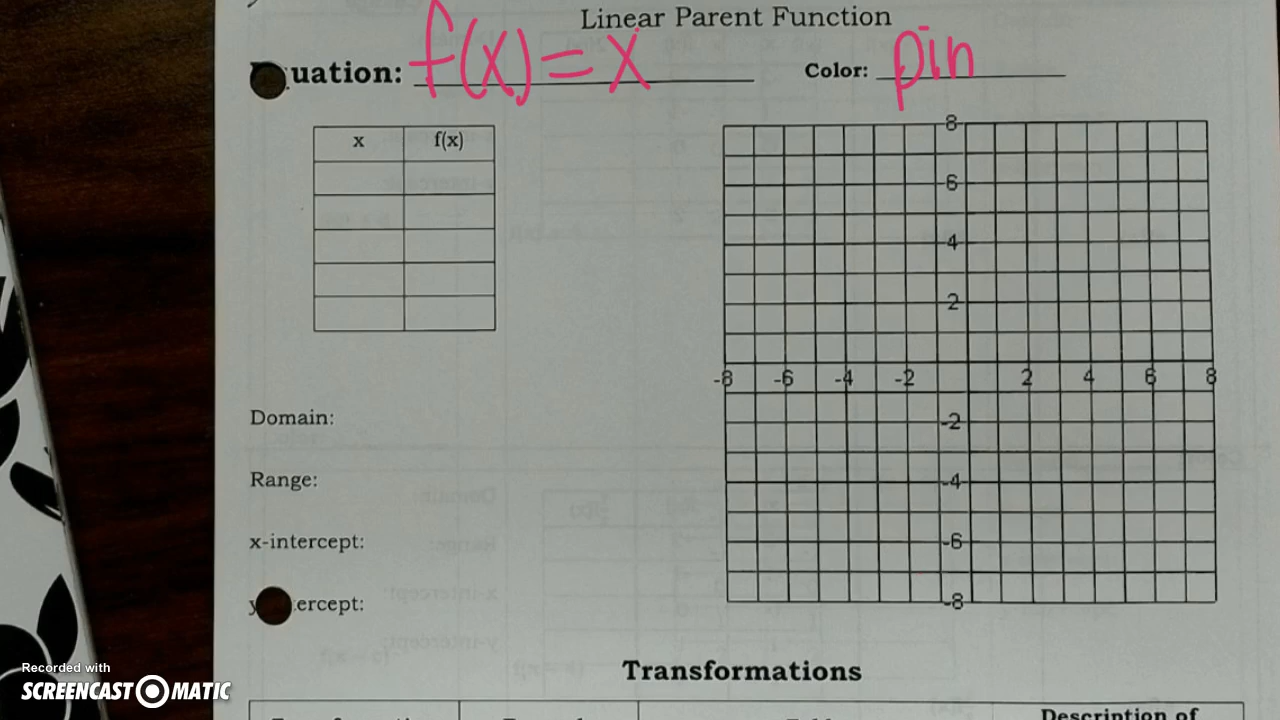 Linear Parent Function
uation: f(x) = x Color: pin
x f(x)
8
6
4
2
-8 -6 -4 -2 2 4 6 8
-2
-4
-6
-8
Domain:
Range:
x-intercept:
y ercept:
Transformations
Description of
Recorded with
SCREENCAST O MATIC